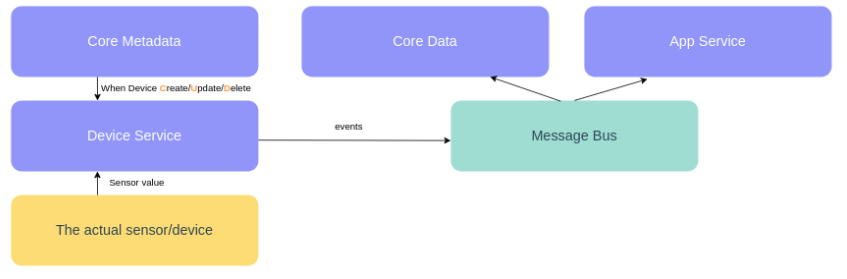 Core Metadata
Core Data
App Service
When Device Create/Update/Delete
Device Service
events
Message Bus
Sensor value
The actual sensor/device